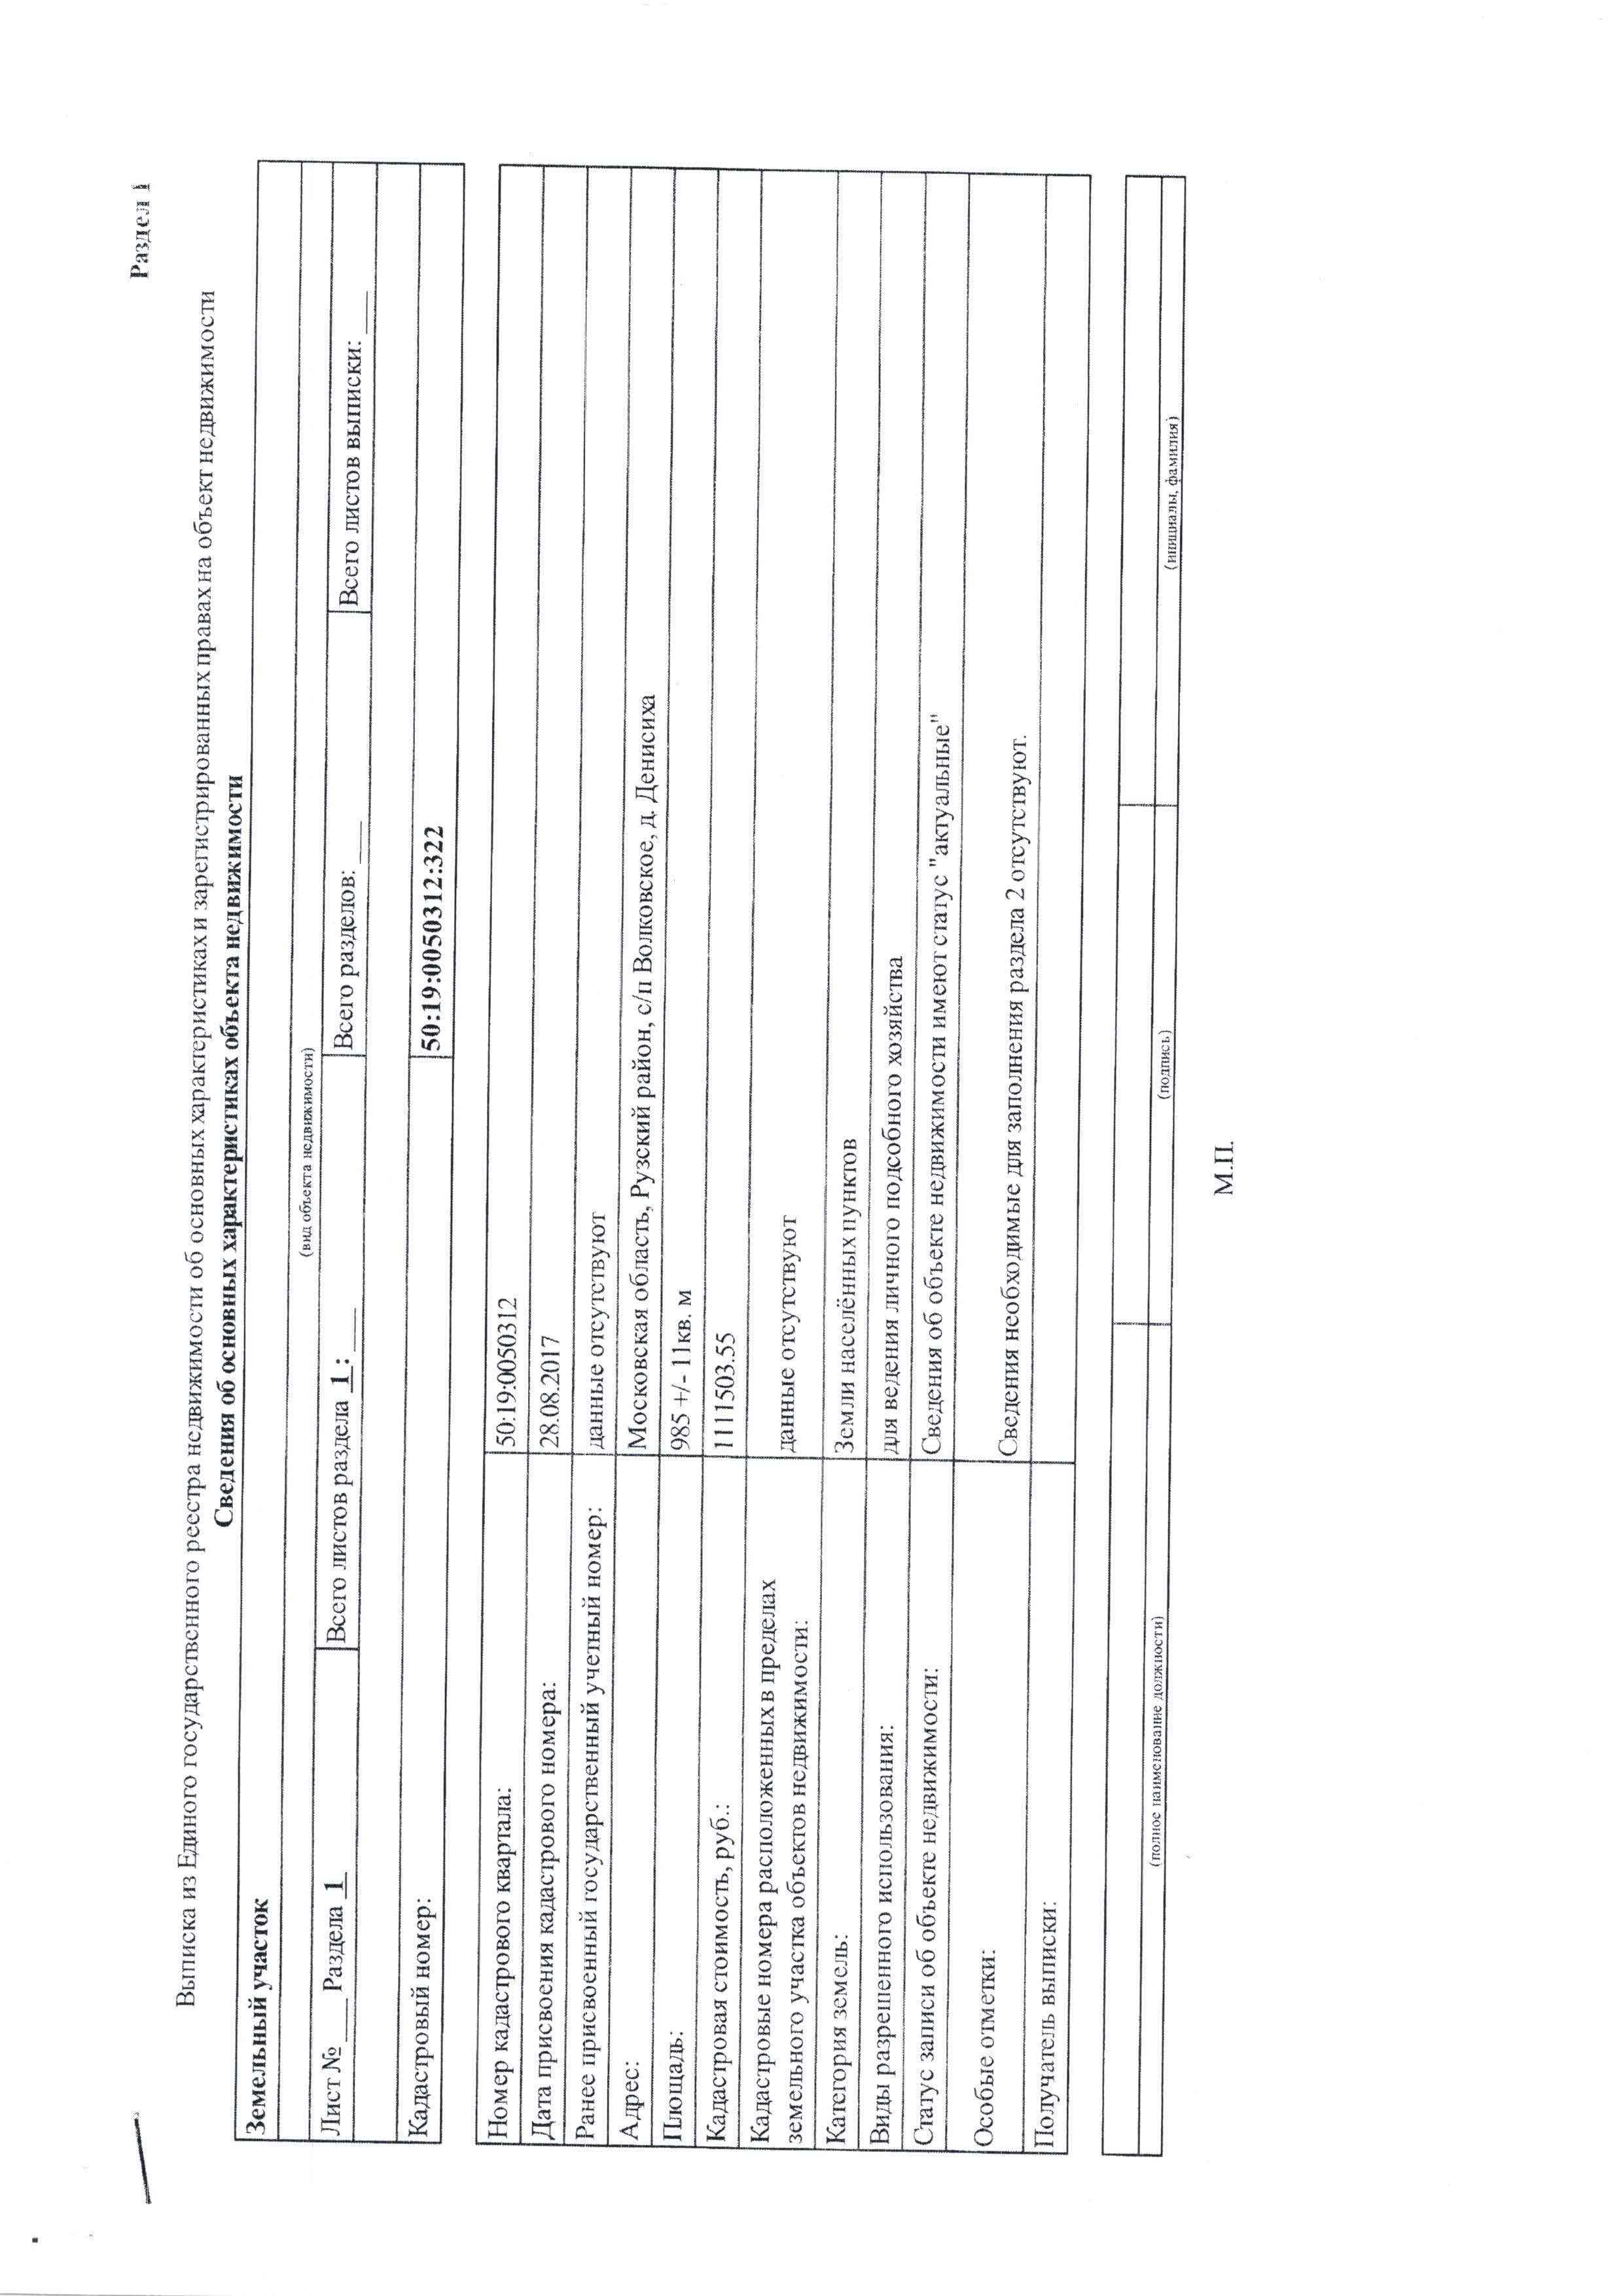 Раздел 1
Выписка из Единого государственного реестра недвижимости об основных характеристиках и зарегистрированных правах на объект недвижимости
Сведения об основных характеристиках объекта недвижимости
Земельный участок
(вид объекта недвижимости)
Лист № ___ Раздела 1 Всего листов раздела 1 : ___ Всего разделов: ___ Всего листов выписки: ___
Кадастровый номер: 50:19:0050312:322
Номер кадастрового квартала: 50:19:0050312
Дата присвоения кадастрового номера: 28.08.2017
Ранее присвоенный государственный учетный номер: данные отсутствуют
Адрес: Московская область, Рузский район, с/п Волковское, д. Денисиха
Площадь: 985 +/- 11кв. м
Кадастровая стоимость, руб.: 1111503.55
Кадастровые номера расположенных в пределах
земельного участка объектов недвижимости: данные отсутствуют
Категория земель: Земли населённых пунктов
Виды разрешенного использования: для ведения личного подсобного хозяйства
Статус записи об объекте недвижимости: Сведения об объекте недвижимости имеют статус "актуальные"
Особые отметки: Сведения необходимые для заполнения раздела 2 отсутствуют.
Получатель выписки:
(полное наименование должности) (подпись) (инициалы, фамилия)
М.П.